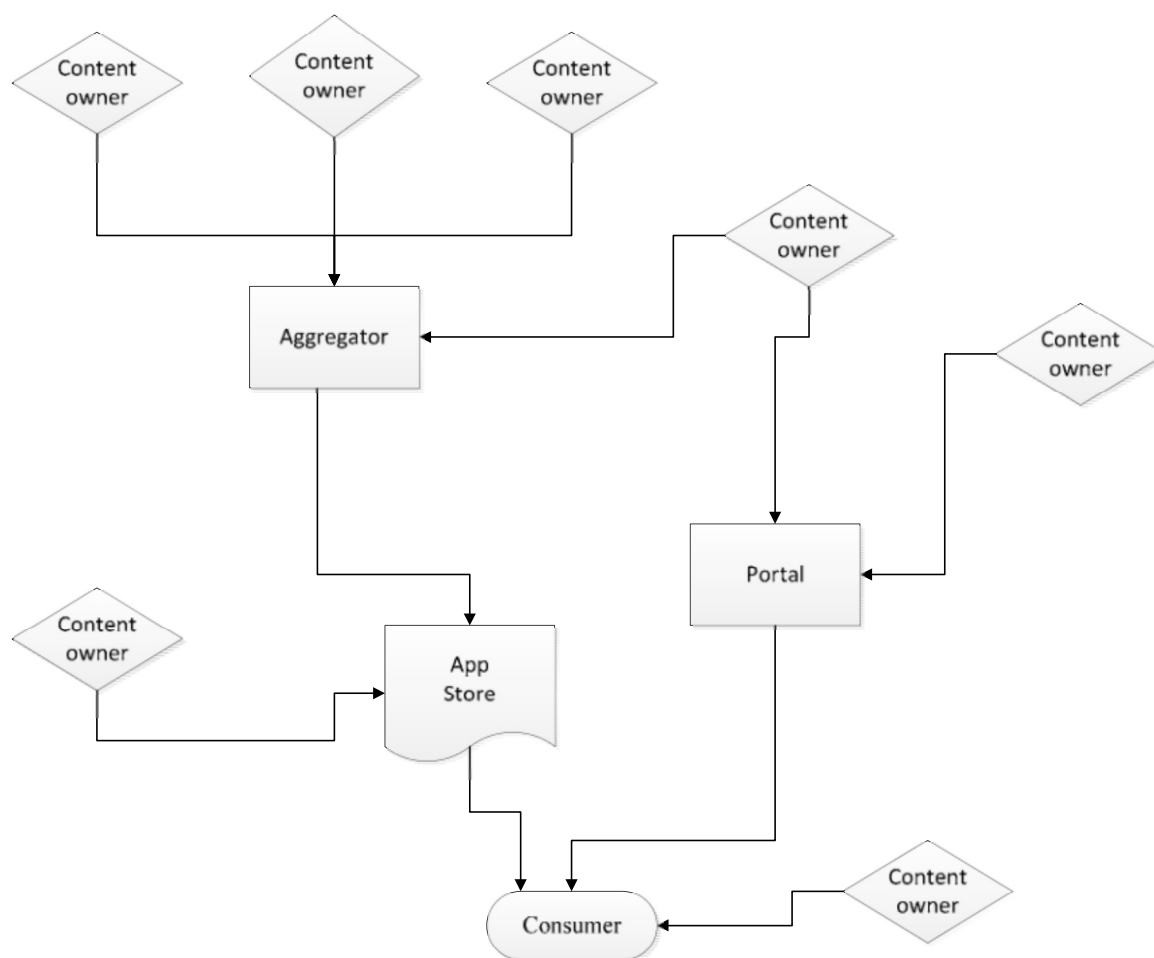 Content
owner
Content
owner
Content
owner
Content
owner
Aggregator
Content
owner
Portal
Content
owner
App
Store
Content
owner
Consumer